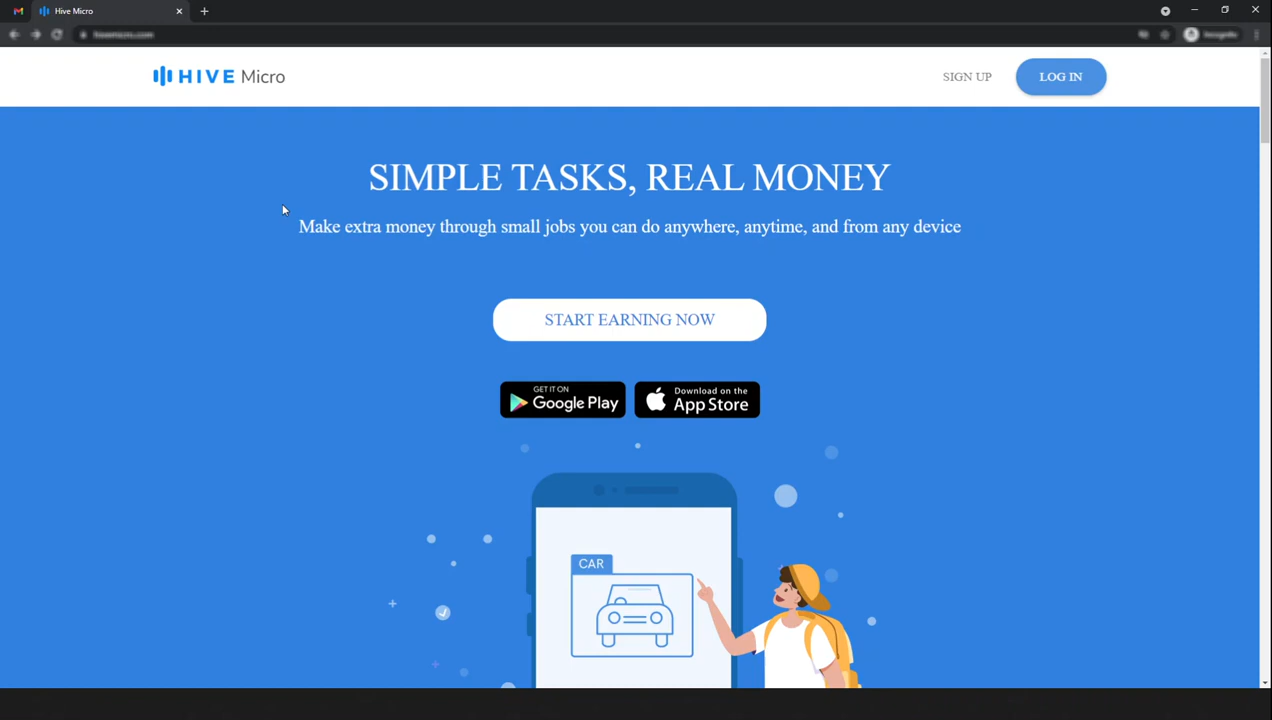 Hive Micro
HIVE Micro
SIGN UP
LOG IN
SIMPLE TASKS, REAL MONEY
Make extra money through small jobs you can do anywhere, anytime, and from any device
START EARNING NOW
GET IT ON
Google Play
Download on the
App Store
CAR